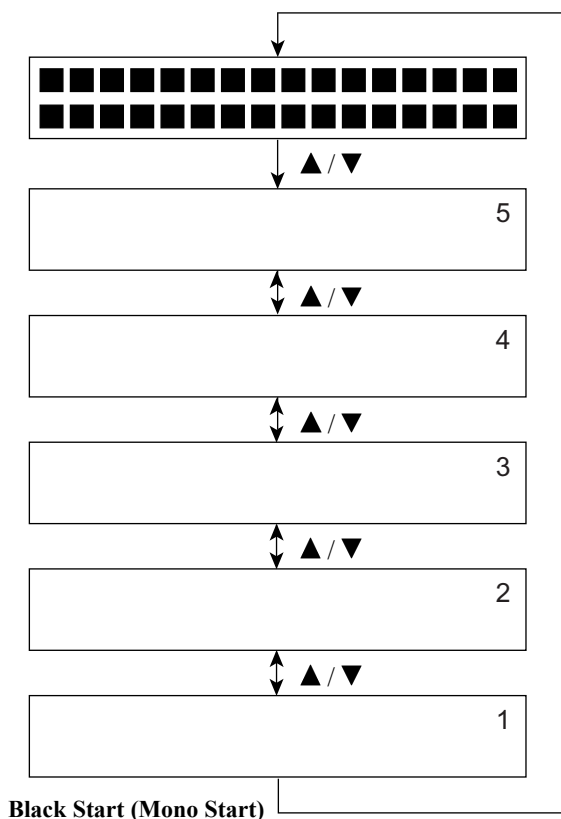 ▲ / ▼
5
▲ / ▼
4
▲ / ▼
3
▲ / ▼
2
▲ / ▼
1
Black Start (Mono Start)